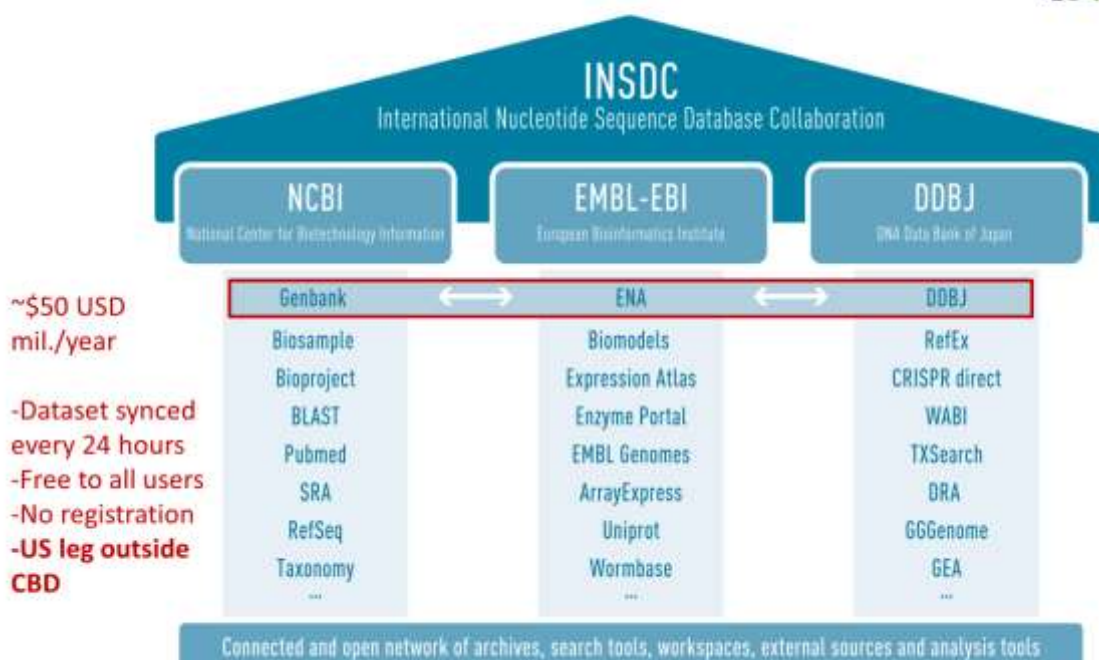 INSDC
International Nucleotide Sequence Database Collaboration
NCBI
National Center for Biotechnology Information
EMBL-EBI
European Bioinformatics Institute
DDBJ
DNA Data Bank of Japan
~$50 USD
mil./year
-Dataset synced
every 24 hours
-Free to all users
-No registration
-US leg outside
CBD
Genbank
Biosample
Bioproject
BLAST
Pubmed
SRA
RefSeq
Taxonomy
...
ENA
Biomodels
Expression Atlas
Enzyme Portal
EMBL Genomes
ArrayExpress
Uniprot
Wormbase
...
DDBJ
RefEx
CRISPR direct
WABI
TXSearch
DRA
GGGenome
GEA
...
Connected and open network of archives, search tools, workspaces, external sources and analysis tools